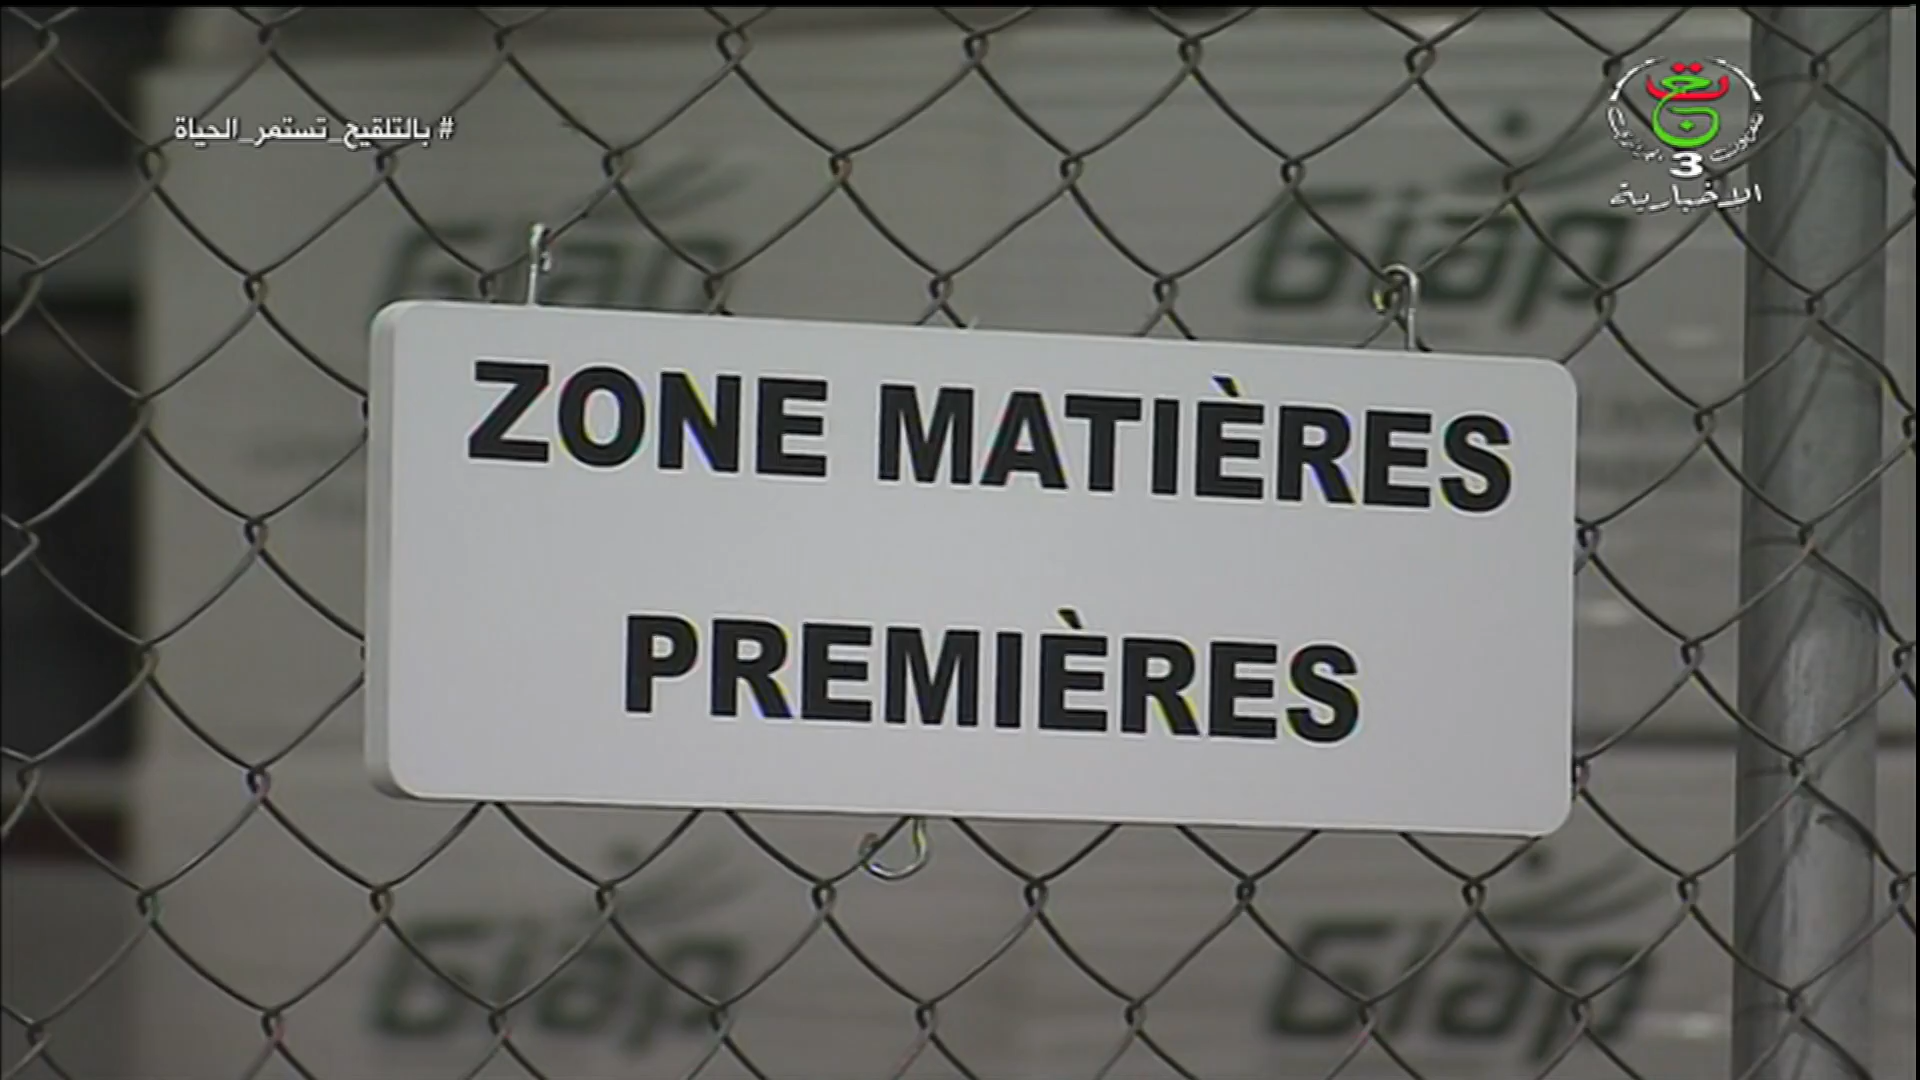 # بالتلقيح_تستمر_الحياة
3
الإخبارية
Giap
Giap
ZONE MATIÈRES
PREMIÈRES
Giap
Giap